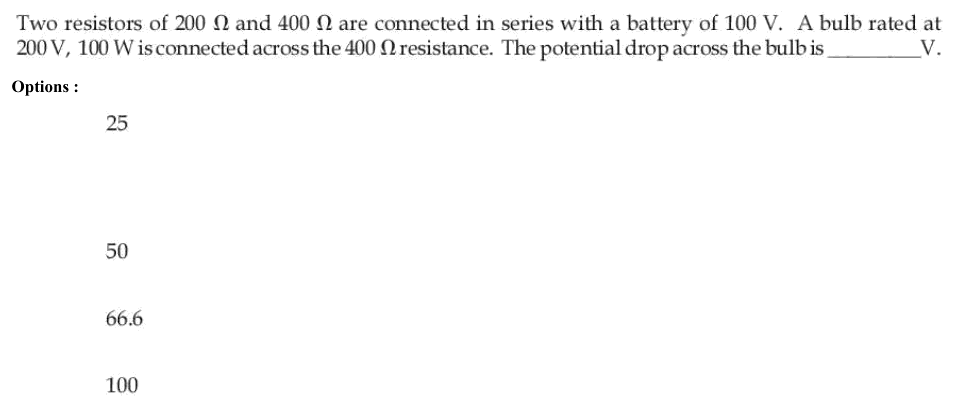 Two resistors of 200 Ω and 400 Ω are connected in series with a battery of 100 V. A bulb rated at
200 V, 100 W is connected across the 400 Ω resistance. The potential drop across the bulb is _________V.
Options :
25
50
66.6
100